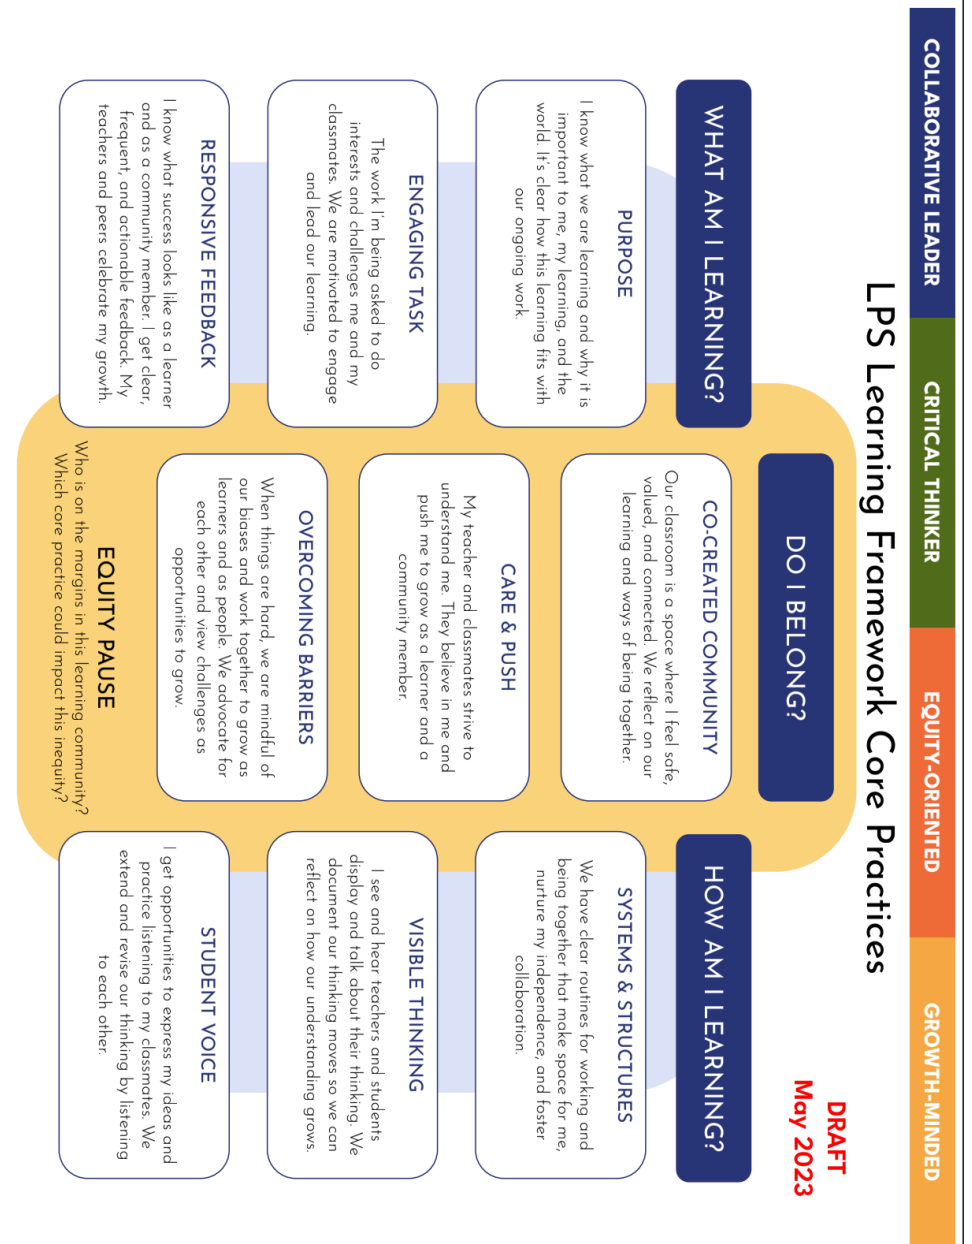 COLLABORATIVE LEADER
CRITICAL THINKER
EQUITY-ORIENTED
GROWTH-MINDED
LPS Learning Framework Core Practices
DRAFT
May 2023
WHAT AM I LEARNING?
PURPOSE
I know what we are learning and why it is
important to me, my learning, and the
world. It's clear how this learning fits with
our ongoing work.
ENGAGING TASK
The work I'm being asked to do
interests and challenges me and my
classmates. We are motivated to engage
and lead our learning.
RESPONSIVE FEEDBACK
I know what success looks like as a learner
and as a community member. I get clear,
frequent, and actionable feedback. My
teachers and peers celebrate my growth.
DO I BELONG?
CO-CREATED COMMUNITY
Our classroom is a space where I feel safe,
valued, and connected. We reflect on our
learning and ways of being together.
CARE & PUSH
My teacher and classmates strive to
understand me. They believe in me and
push me to grow as a learner and a
community member.
OVERCOMING BARRIERS
When things are hard, we are mindful of
our biases and work together to grow as
learners and as people. We advocate for
each other and view challenges as
opportunities to grow.
EQUITY PAUSE
Who is on the margins in this learning community?
Which core practice could impact this inequity?
HOW AM I LEARNING?
SYSTEMS & STRUCTURES
We have clear routines for working and
being together that make space for me,
nurture my independence, and foster
collaboration.
VISIBLE THINKING
I see and hear teachers and students
display and talk about their thinking. We
document our thinking moves so we can
reflect on how our understanding grows.
STUDENT VOICE
I get opportunities to express my ideas and
practice listening to my classmates. We
extend and revise our thinking by listening
to each other.